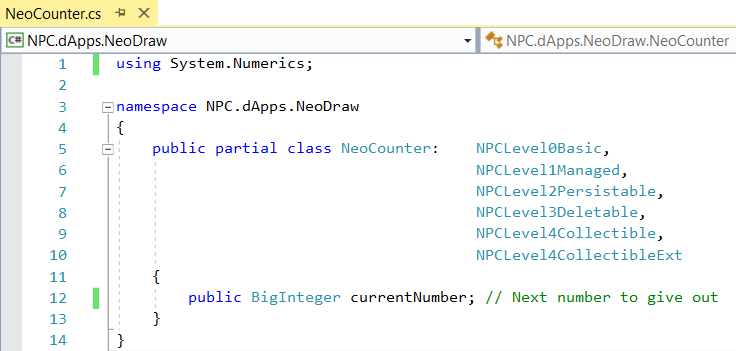 NeoCounter.cs
C# NPC.dApps.NeoDraw NPC.dApps.NeoDraw.NeoCounter
1 using System.Numerics;
2
3 namespace NPC.dApps.NeoDraw
4 {
5 public partial class NeoCounter: NPCLevel0Basic,
6 NPCLevel1Managed,
7 NPCLevel2Persistable,
8 NPCLevel3Deletable,
9 NPCLevel4Collectible,
10 NPCLevel4CollectibleExt
11 {
12 public BigInteger currentNumber; // Next number to give out
13 }
14 }